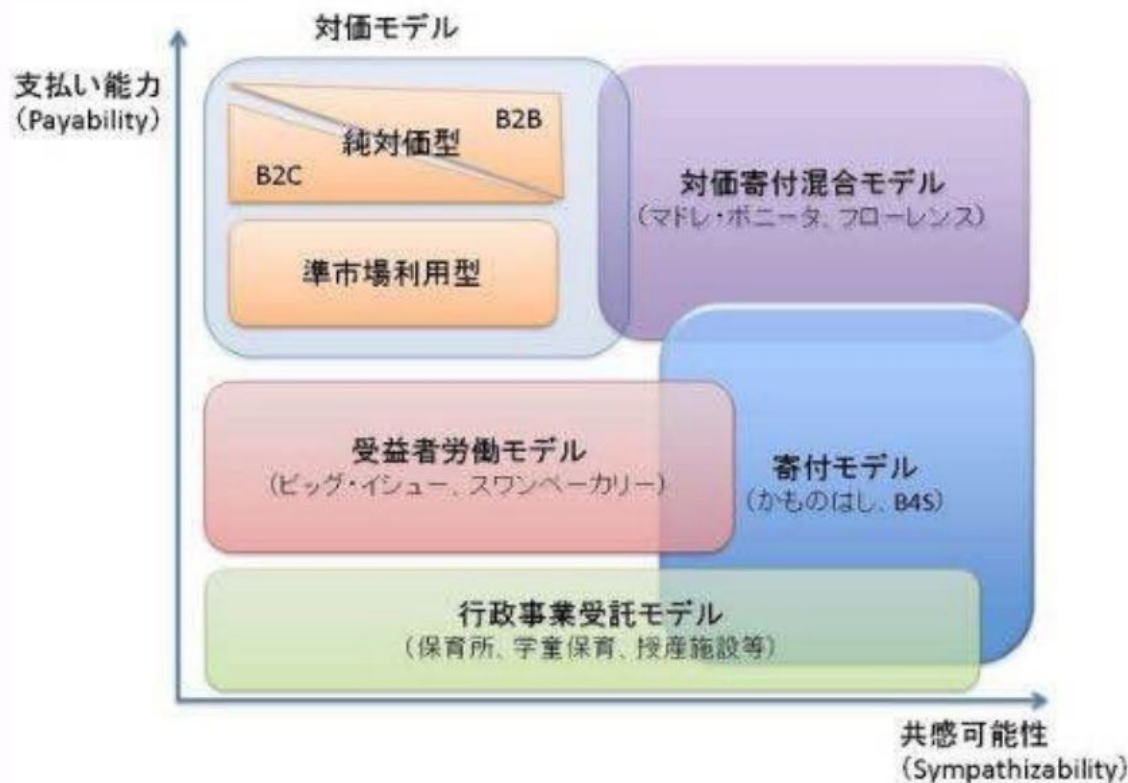 対価モデル
支払い能力
(Payability)
B2B
純対価型
B2C
準市場利用型
対価寄付混合モデル
(マドレ・ボニータ、フローレンス)
受益者労働モデル
(ビッグ・イシュー、スワンベーカリー)
寄付モデル
(かものはし、B4S)
行政事業受託モデル
(保育所、学童保育、授産施設等)
共感可能性
(Sympathizability)